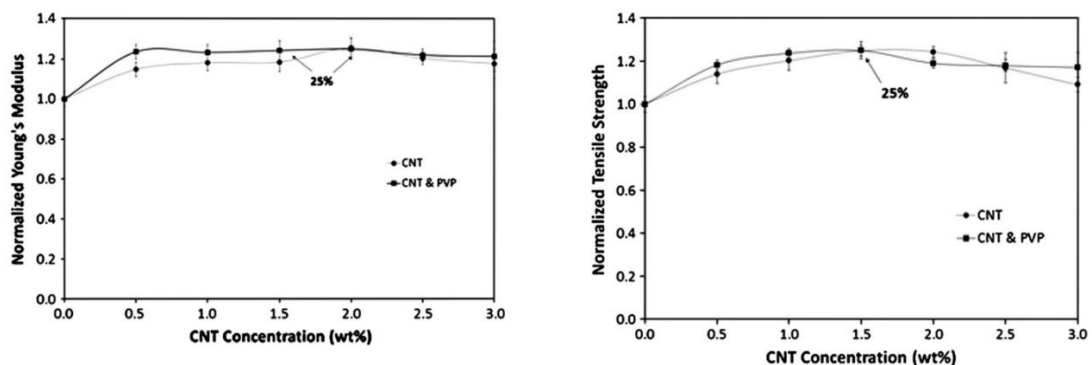 Normalized Young's Modulus
1.4
1.2
1.0
0.8
0.6
0.4
0.2
0.0
25%
CNT
CNT & PVP
0.0 0.5 1.0 1.5 2.0 2.5 3.0
CNT Concentration (wt%)
Normalized Tensile Strength
1.4
1.2
1.0
0.8
0.6
0.4
0.2
0.0
25%
CNT
CNT & PVP
0.0 0.5 1.0 1.5 2.0 2.5 3.0
CNT Concentration (wt%)